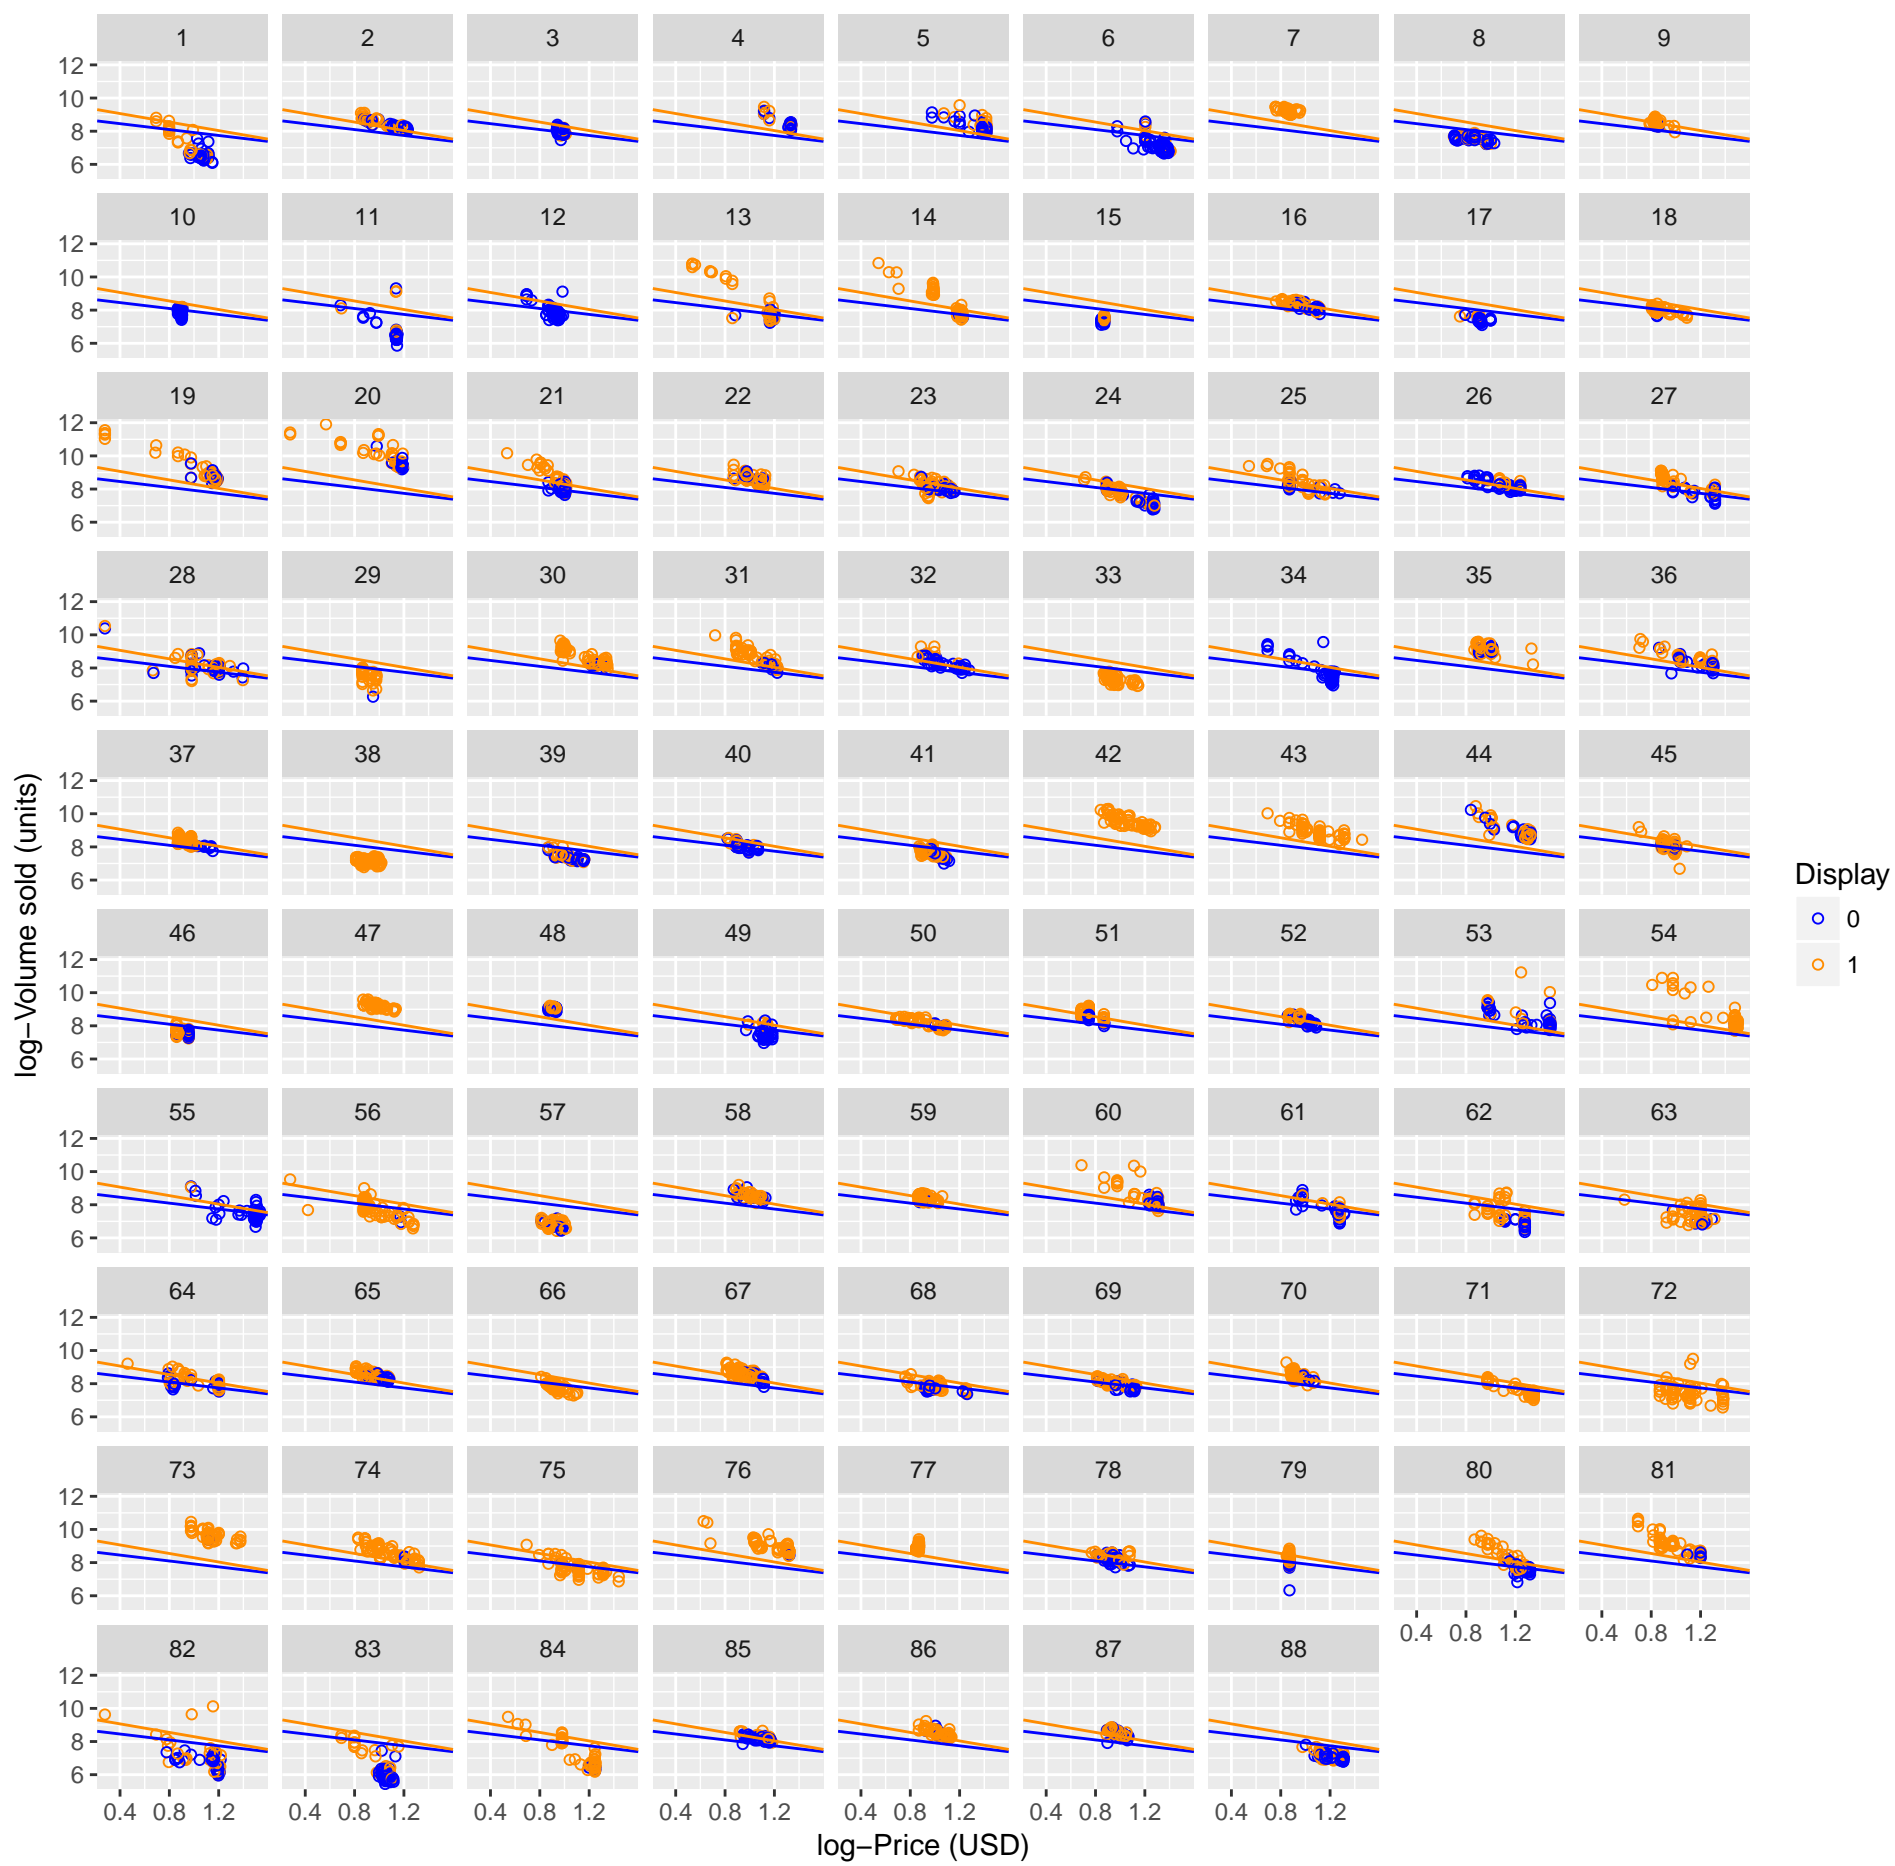 1 2 3 4 5 6 7 8 9
12
10
8
6
10 11 12 13 14 15 16 17 18
12
10
8
6
19 20 21 22 23 24 25 26 27
12
10
8
6
28 29 30 31 32 33 34 35 36
12
10
8
6
37 38 39 40 41 42 43 44 45
12
10
8
6
log−Volume sold (units)
Display
0
1
46 47 48 49 50 51 52 53 54
12
10
8
6
55 56 57 58 59 60 61 62 63
12
10
8
6
64 65 66 67 68 69 70 71 72
12
10
8
6
73 74 75 76 77 78 79 80 81
12
10
8
6
0.4 0.8 1.2 0.4 0.8 1.2
82 83 84 85 86 87 88
12
10
8
6
0.4 0.8 1.2 0.4 0.8 1.2 0.4 0.8 1.2 0.4 0.8 1.2 0.4 0.8 1.2 0.4 0.8 1.2 0.4 0.8 1.2
log−Price (USD)